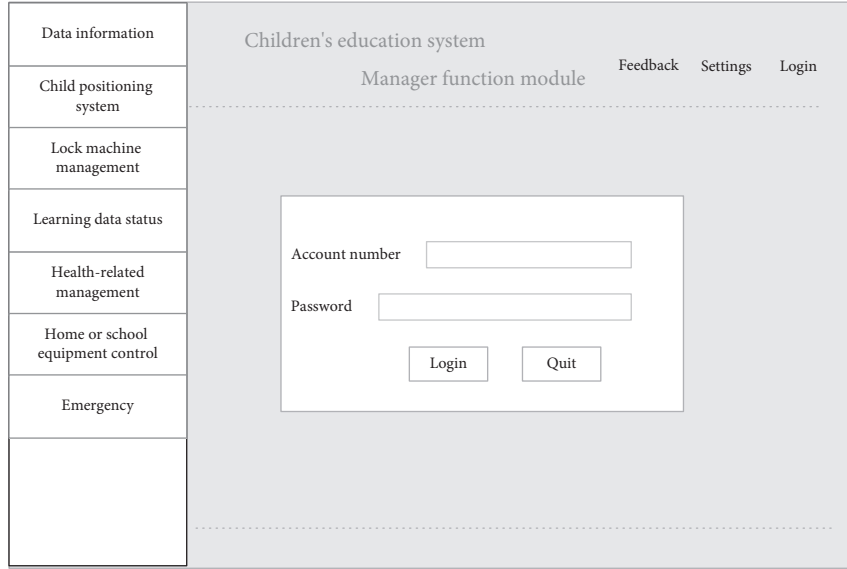 Data information
Child positioning
system
Lock machine
management
Learning data status
Health-related
management
Home or school
equipment control
Emergency
Children's education system
Manager function module
Feedback Settings Login
Account number
Password
Login Quit